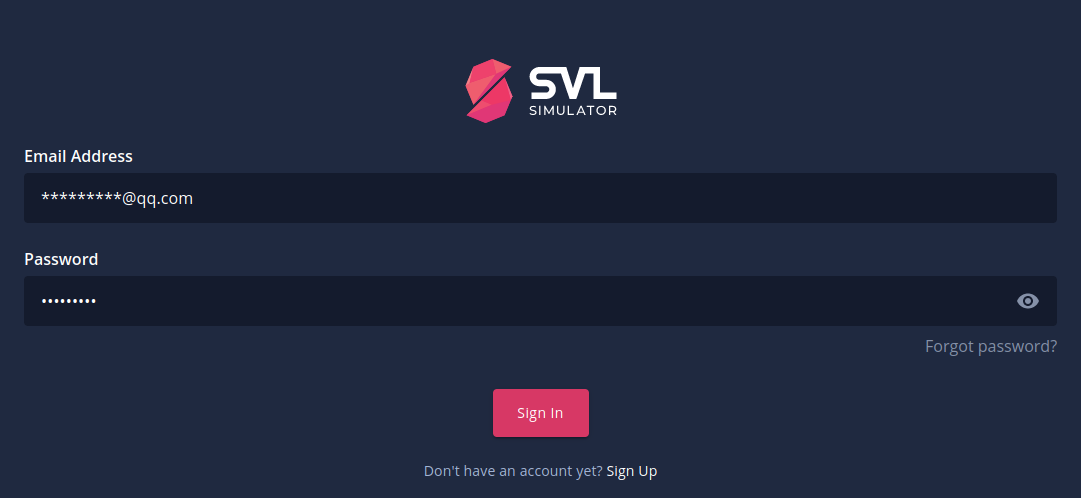 SVL
SIMULATOR
Email Address
*********@qq.com
Password
•••••••••
Forgot password?
Sign In
Don't have an account yet? Sign Up